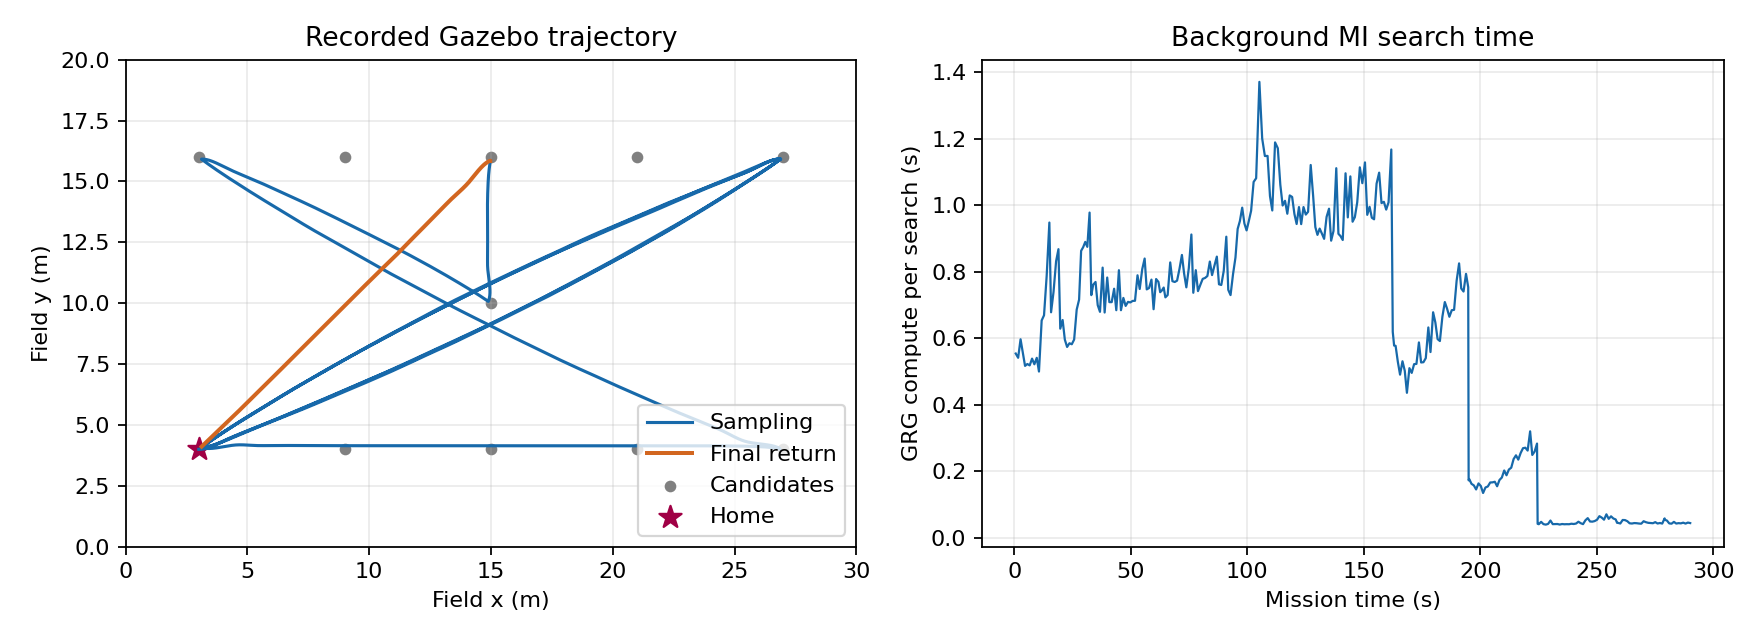 Recorded Gazebo trajectory
20.0
17.5
15.0
12.5
10.0
7.5
5.0
2.5
0.0
Field y (m)
0 5 10 15 20 25 30
Field x (m)
Sampling
Final return
Candidates
Home
Background MI search time
1.4
1.2
1.0
0.8
0.6
0.4
0.2
0.0
GRG compute per search (s)
0 50 100 150 200 250 300
Mission time (s)